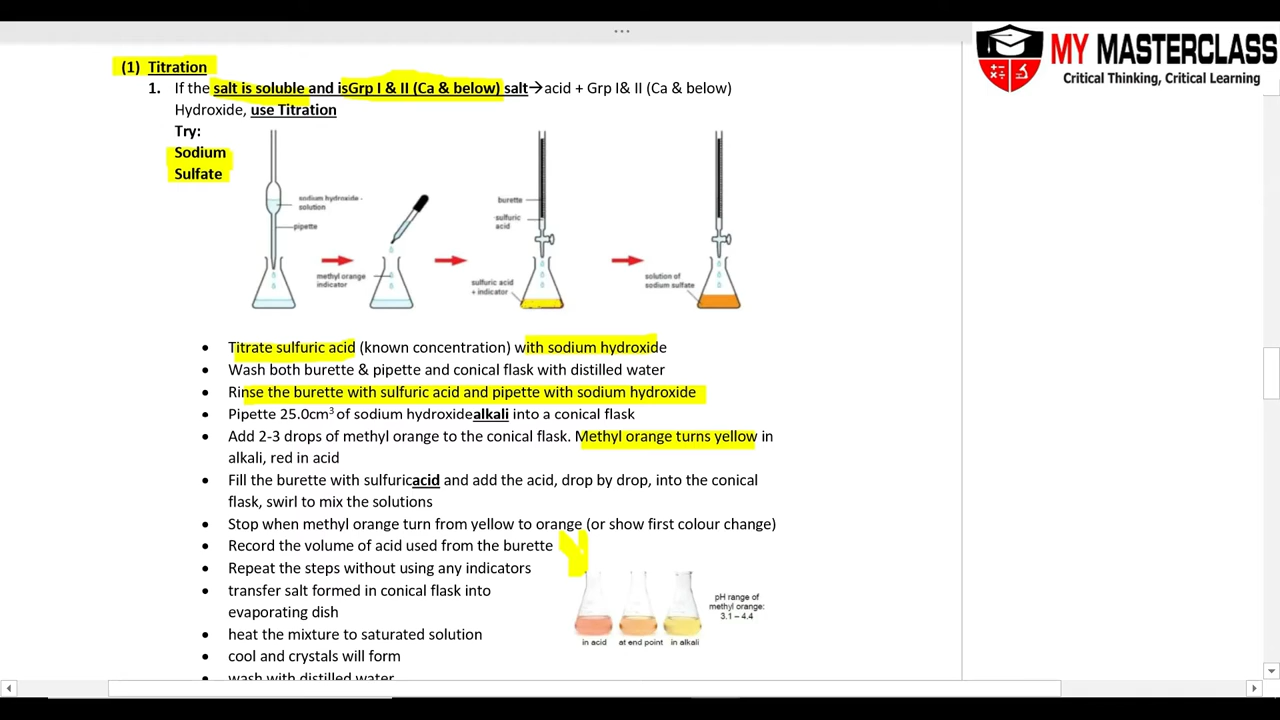 MY MASTERCLASS
Critical Thinking, Critical Learning
(1) Titration
1. If the salt is soluble and isGrp I & II (Ca & below) salt→acid + Grp I& II (Ca & below)
Hydroxide, use Titration
Try:
Sodium
Sulfate
sodium hydroxide -
solution
pipette
methyl orange
indicator
burette
sulfuric
acid
sulfuric acid
+ indicator
solution of
sodium sulfate
• Titrate sulfuric acid (known concentration) with sodium hydroxide
• Wash both burette & pipette and conical flask with distilled water
• Rinse the burette with sulfuric acid and pipette with sodium hydroxide
• Pipette 25.0cm³ of sodium hydroxidealkali into a conical flask
• Add 2-3 drops of methyl orange to the conical flask. Methyl orange turns yellow in
alkali, red in acid
• Fill the burette with sulfuricacid and add the acid, drop by drop, into the conical
flask, swirl to mix the solutions
• Stop when methyl orange turn from yellow to orange (or show first colour change)
• Record the volume of acid used from the burette
• Repeat the steps without using any indicators
• transfer salt formed in conical flask into
evaporating dish
• heat the mixture to saturated solution
• cool and crystals will form
• wash with distilled water
in acid
at end point
in alkali
pH range of
methyl orange:
3.1 – 4.4